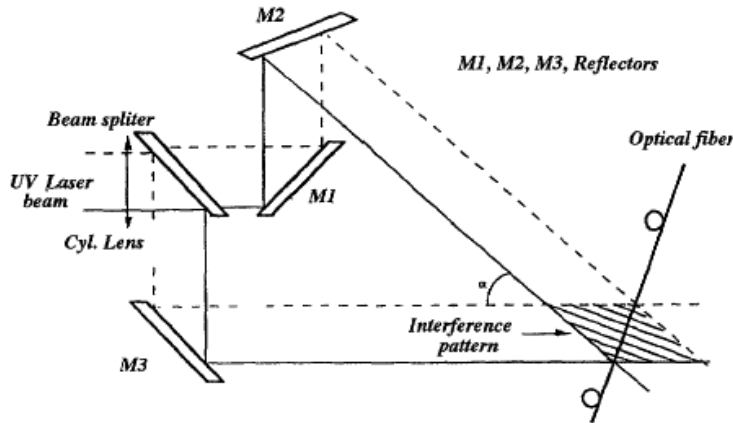 M2
M1, M2, M3, Reflectors
Beam spliter
Optical fiber
UV Laser
beam
M1
Cyl. Lens
α
Interference
pattern
M3